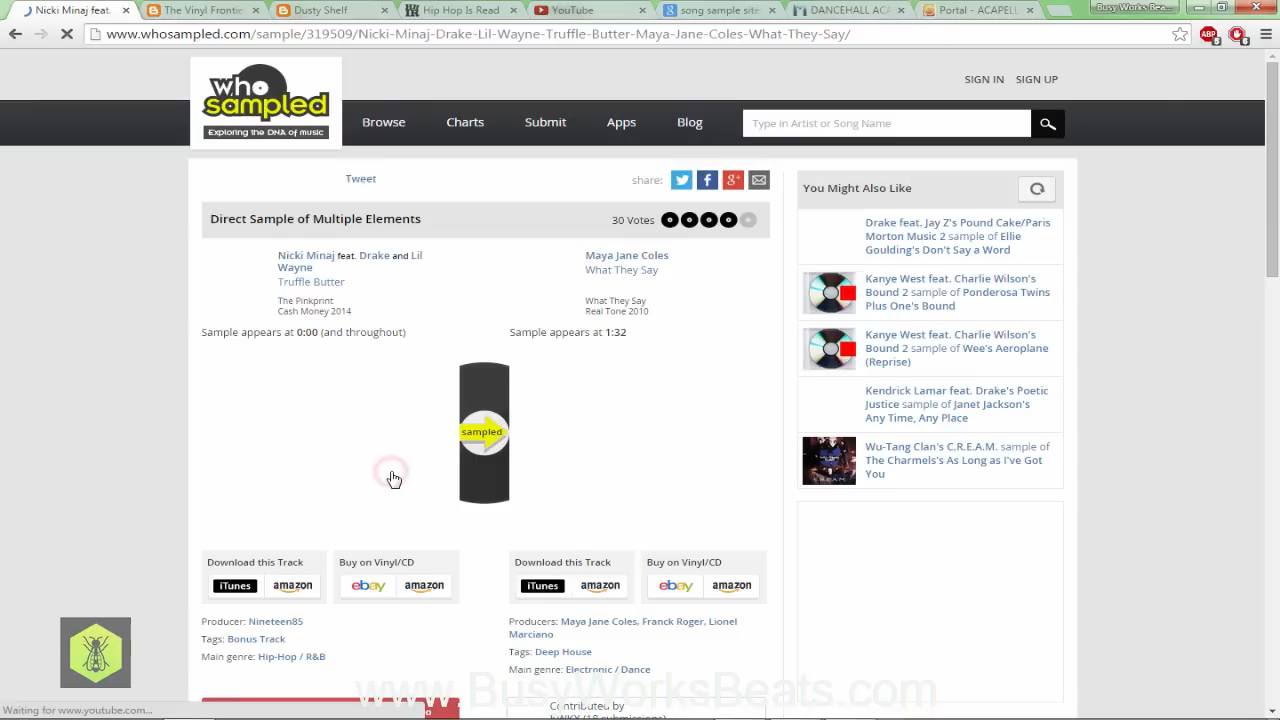 Nicki Minaj feat.
The Vinyl Frontie
Dusty Shelf
Hip Hop Is Read
YouTube
song sample site
DANCEHALL AC
Portal - ACAPELL
Busy Works Bea...
www.whosampled.com/sample/319509/Nicki-Minaj-Drake-Lil-Wayne-Truffle-Butter-Maya-Jane-Coles-What-They-Say/
ABP
who
sampled
Exploring the DNA of music
SIGN IN SIGN UP
Browse Charts Submit Apps Blog
Type in Artist or Song Name
Tweet
share:
Direct Sample of Multiple Elements
30 Votes
Nicki Minaj feat. Drake and Lil
Wayne
Truffle Butter
The Pinkprint
Cash Money 2014
Sample appears at 0:00 (and throughout)
Maya Jane Coles
What They Say
What They Say
Real Tone 2010
Sample appears at 1:32
sampled
Download this Track
iTunes amazon
Buy on Vinyl/CD
ebay amazon
Download this Track
iTunes amazon
Buy on Vinyl/CD
ebay amazon
Producer: Nineteen85
Tags: Bonus Track
Main genre: Hip-Hop / R&B
Producers: Maya Jane Coles, Franck Roger, Lionel
Marciano
Tags: Deep House
Main genre: Electronic / Dance
Contributed by
You Might Also Like
Drake feat. Jay Z's Pound Cake/Paris
Morton Music 2 sample of Ellie
Goulding's Don't Say a Word
Kanye West feat. Charlie Wilson's
Bound 2 sample of Ponderosa Twins
Plus One's Bound
Kanye West feat. Charlie Wilson's
Bound 2 sample of Wee's Aeroplane
(Reprise)
Kendrick Lamar feat. Drake's Poetic
Justice sample of Janet Jackson's
Any Time, Any Place
Wu-Tang Clan's C.R.E.A.M. sample of
The Charmels's As Long as I've Got
You
www.BusyWorksBeats.com
Waiting for www.youtube.com...